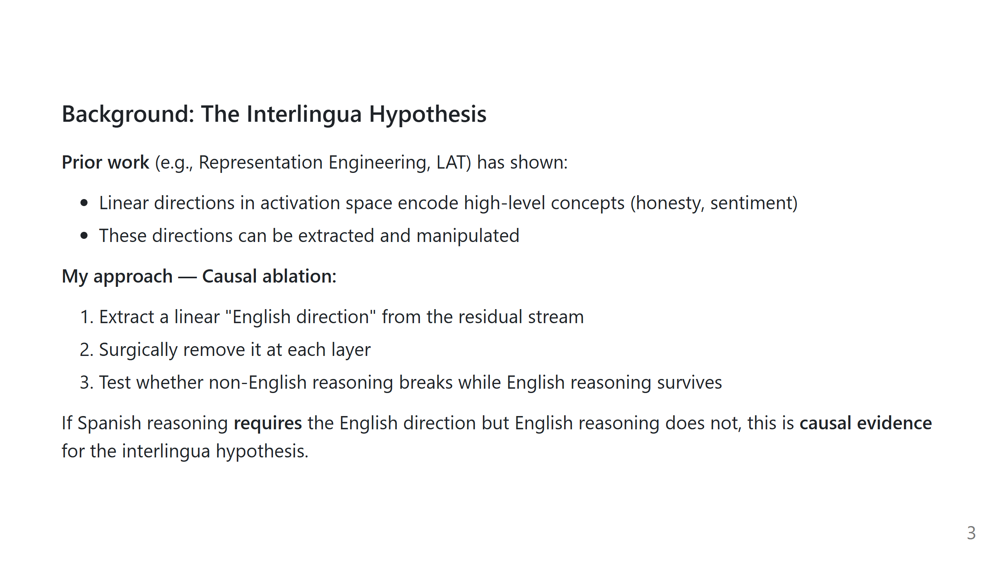 Background: The Interlingua Hypothesis
Prior work (e.g., Representation Engineering, LAT) has shown:
• Linear directions in activation space encode high-level concepts (honesty, sentiment)
• These directions can be extracted and manipulated
My approach — Causal ablation:
1. Extract a linear "English direction" from the residual stream
2. Surgically remove it at each layer
3. Test whether non-English reasoning breaks while English reasoning survives
If Spanish reasoning requires the English direction but English reasoning does not, this is causal evidence
for the interlingua hypothesis.
3